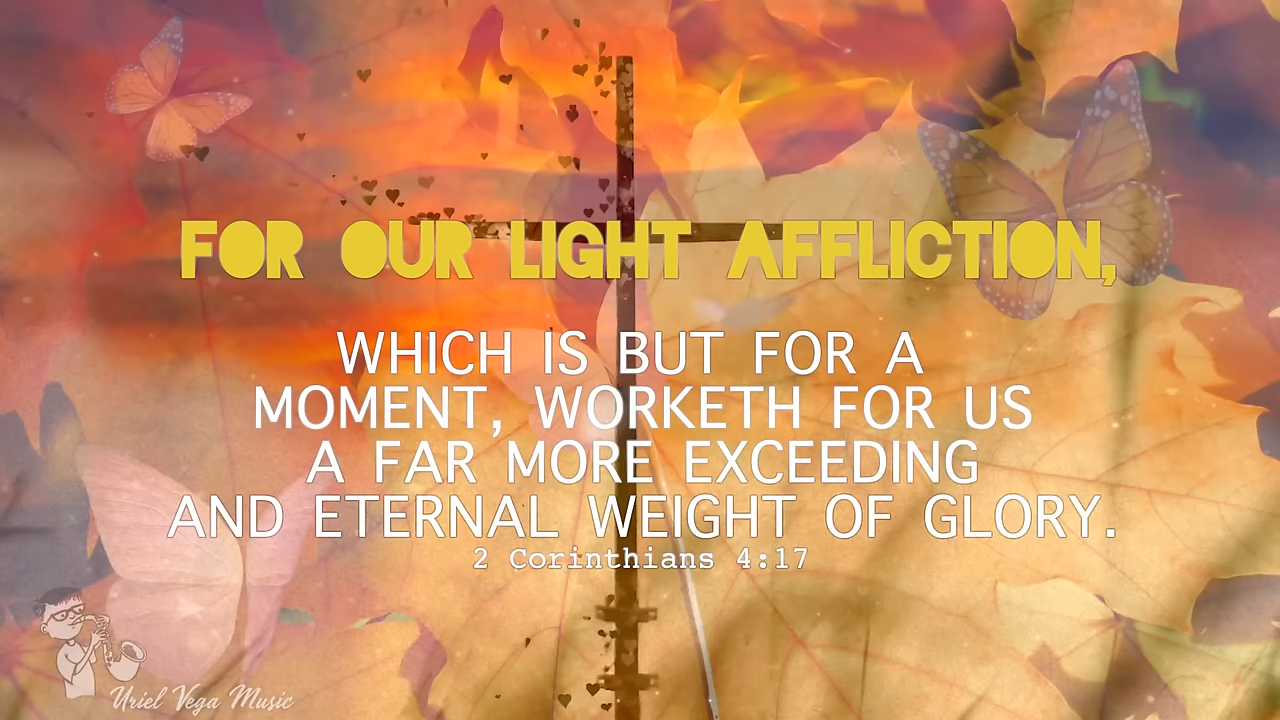 FOR OUR LIGHT AFFLICTION,
WHICH IS BUT FOR A
MOMENT, WORKETH FOR US
A FAR MORE EXCEEDING
AND ETERNAL WEIGHT OF GLORY.
2 Corinthians 4:17
Uriel Vega Music